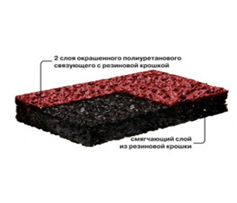 2 слоя окрашенного полиуретанового
связующего с резиновой крошкой
смягчающий слой
из резиновой крошки